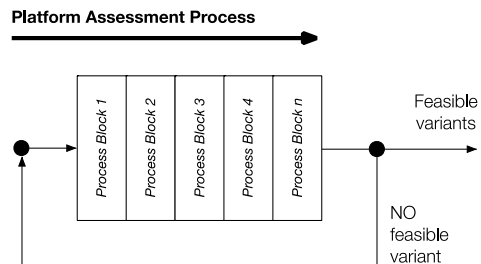 Platform Assessment Process
Process Block 1
Process Block 2
Process Block 3
Process Block 4
Process Block n
Feasible
variants
NO
feasible
variant